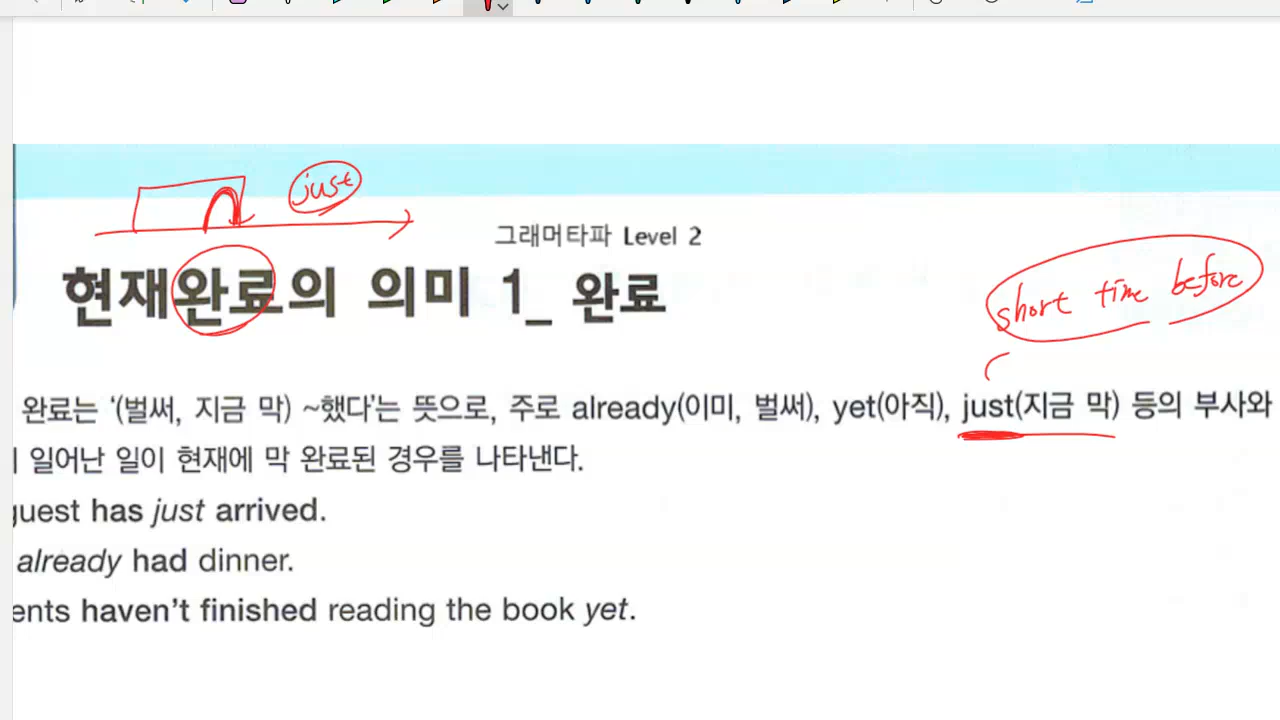 just
그래머타파 Level 2
현재완료의 의미 1_ 완료
short time before
완료는 '(벌써, 지금 막) ~했다'는 뜻으로, 주로 already(이미, 벌써), yet(아직), just(지금 막) 등의 부사와
일어난 일이 현재에 막 완료된 경우를 나타낸다.
guest has just arrived.
already had dinner.
ents haven't finished reading the book yet.